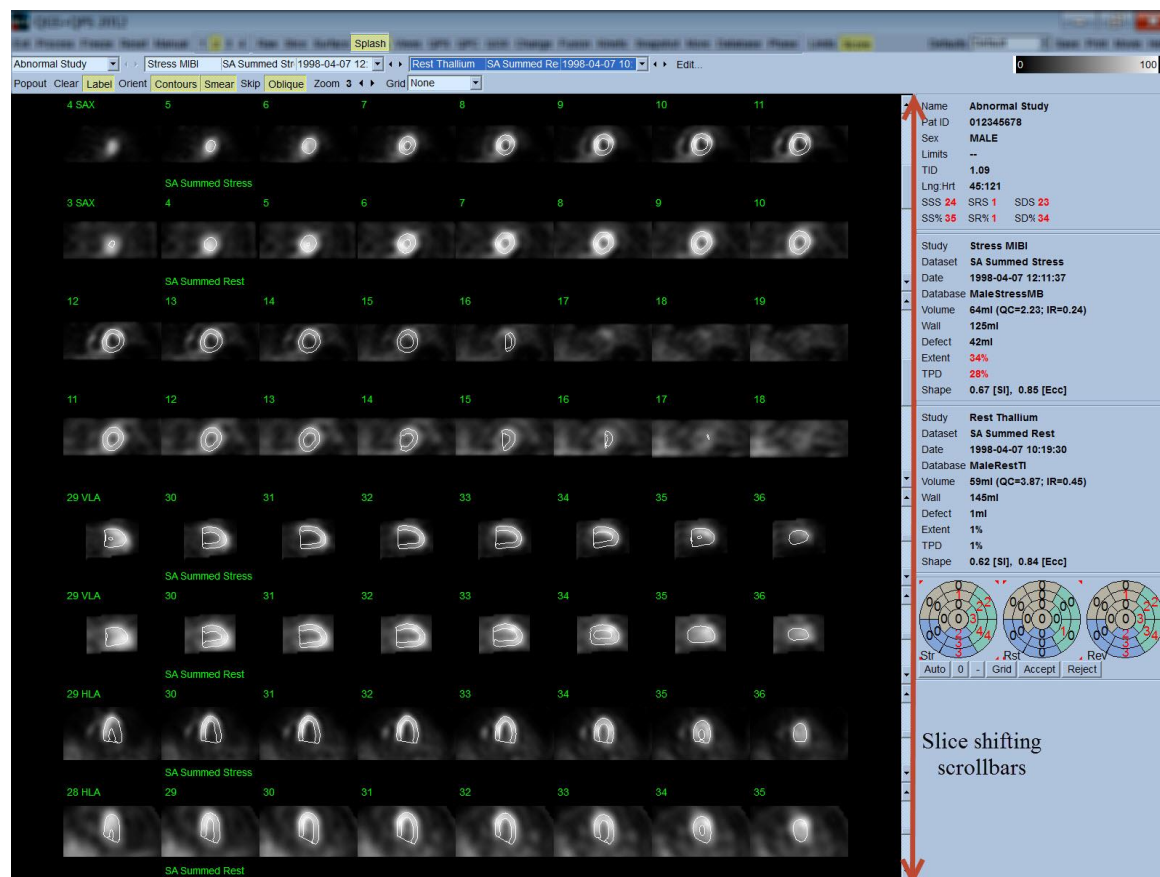 QGS+QPS 2012
Splash
Abnormal Study Stress MIBI SA Summed Str 1998-04-07 12: Rest Thallium SA Summed Re 1998-04-07 10: Edit...
0 100
Popout Clear Label Orient Contours Smear Skip Oblique Zoom 3 Grid None
4 SAX 5 6 7 8 9 10 11
SA Summed Stress
3 SAX 4 5 6 7 8 9 10
SA Summed Rest
12 13 14 15 16 17 18 19
11 12 13 14 15 16 17 18
29 VLA 30 31 32 33 34 35 36
SA Summed Stress
29 VLA 30 31 32 33 34 35 36
SA Summed Rest
29 HLA 30 31 32 33 34 35 36
SA Summed Stress
28 HLA 29 30 31 32 33 34 35
SA Summed Rest
Name Abnormal Study
Pat ID 012345678
Sex MALE
Limits --
TID 1.09
Lng:Hrt 45:121
SSS 24 SRS 1 SDS 23
SS% 35 SR% 1 SD% 34
Study Stress MIBI
Dataset SA Summed Stress
Date 1998-04-07 12:11:37
Database MaleStressMB
Volume 64ml (QC=2.23; IR=0.24)
Wall 125ml
Defect 42ml
Extent 34%
TPD 28%
Shape 0.67 [SI], 0.85 [Ecc]
Study Rest Thallium
Dataset SA Summed Rest
Date 1998-04-07 10:19:30
Database MaleRestTl
Volume 59ml (QC=3.87; IR=0.45)
Wall 145ml
Defect 1ml
Extent 1%
TPD 1%
Shape 0.62 [SI], 0.84 [Ecc]
Str Rst Rev
Auto 0 - Grid Accept Reject
Slice shifting
scrollbars